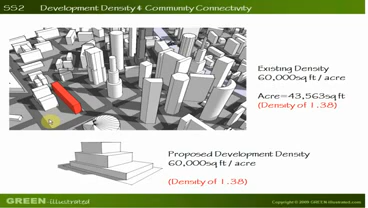 SS2 Development Density & Community Connectivity
Existing Density
60,000sq ft / acre
Acre=43,563sq ft
(Density of 1.38)
Proposed Development Density
60,000sq ft / acre
(Density of 1.38)
GREEN-illustrated
Copyright © 2009 GREEN-illustrated.com